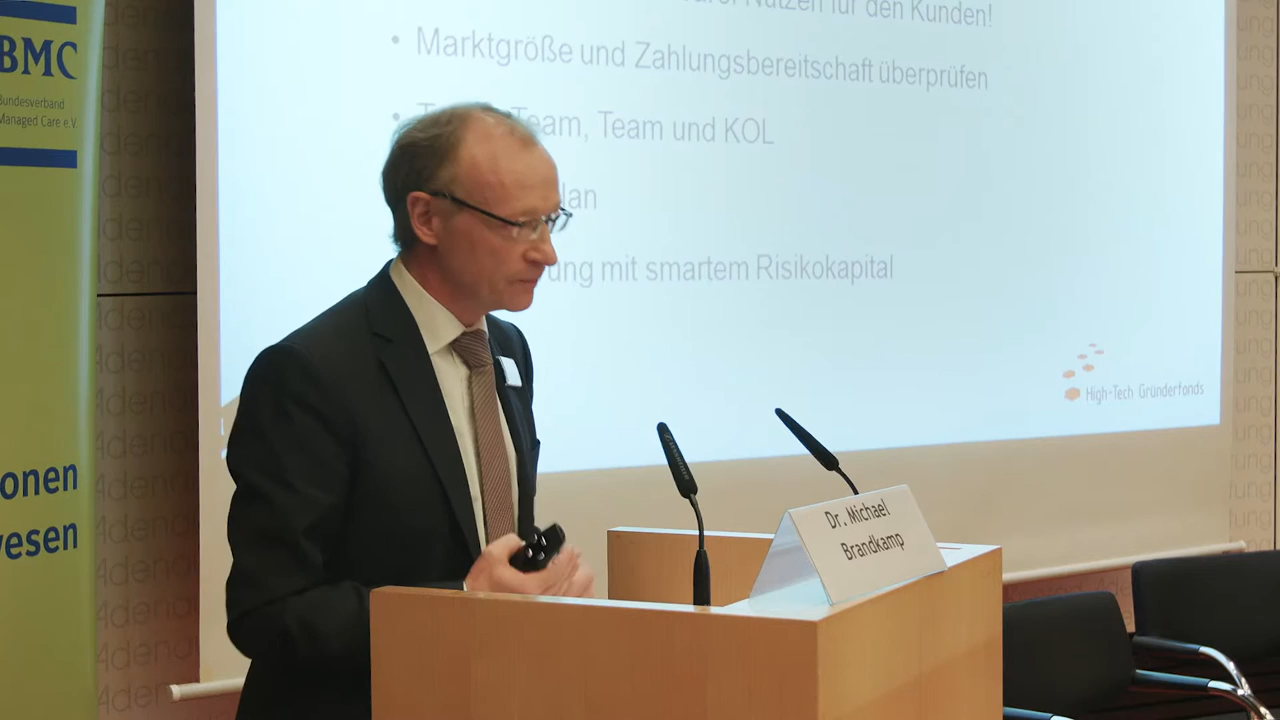 BMC
Bundesverband
Managed Care e.V.
onen
esen
Nutzen für den Kunden!
• Marktgröße und Zahlungsbereitschaft überprüfen
• Team, Team und KOL
lan
ung mit smartem Risikokapital
High-Tech Gründerfonds
Dr. Michael
Brandkamp